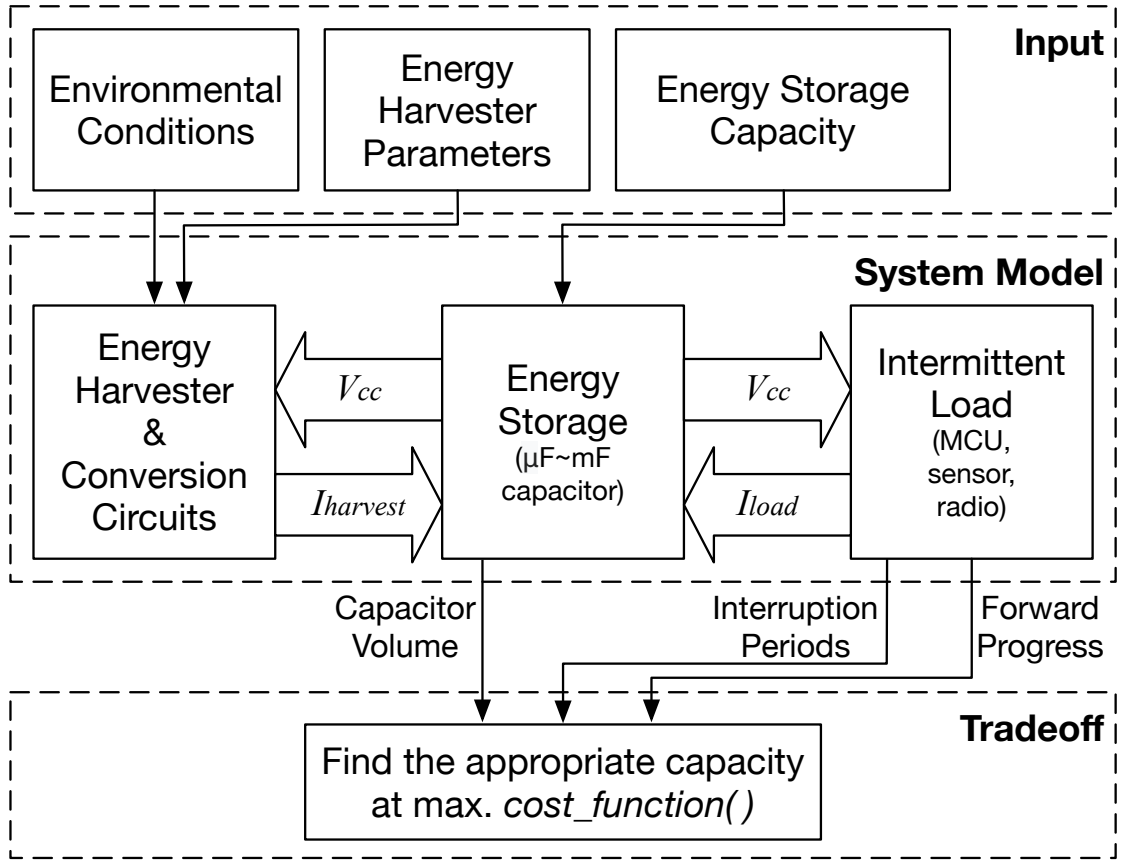 Input
Environmental
Conditions
Energy
Harvester
Parameters
Energy Storage
Capacity
System Model
Energy
Harvester
&
Conversion
Circuits
Vcc
Iharvest
Energy
Storage
(µF~mF
capacitor)
Vcc
Iload
Intermittent
Load
(MCU,
sensor,
radio)
Capacitor
Volume
Interruption
Periods
Forward
Progress
Tradeoff
Find the appropriate capacity
at max. cost_function()